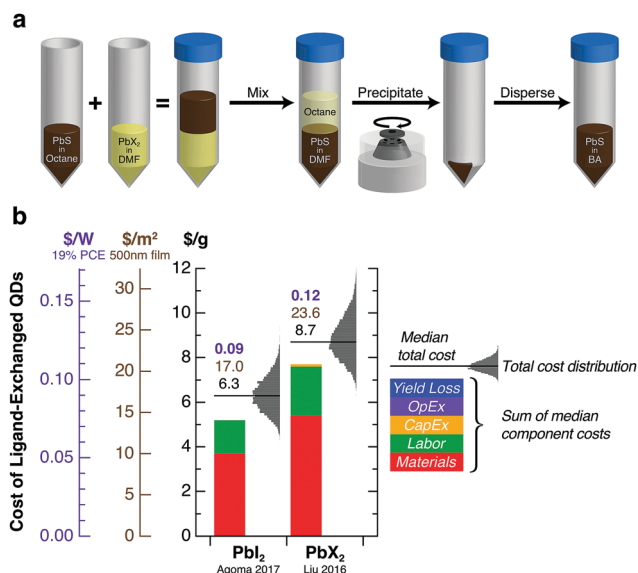 a
PbS
in
Octane
+
PbX₂
in
DMF
=
Mix
Octane
PbS
in
DMF
Precipitate
Disperse
PbS
in
BA
b
$/W
19% PCE
$/m²
500nm film
$/g
Cost of Ligand-Exchanged QDs
0.15
0.10
0.05
0.00
30
25
20
15
10
5
0
12
10
8
6
4
2
0
0.09
17.0
6.3
0.12
23.6
8.7
PbI₂
Agoma 2017
PbX₂
Liu 2016
Median
total cost
Total cost distribution
Yield Loss
OpEx
CapEx
Labor
Materials
Sum of median
component costs